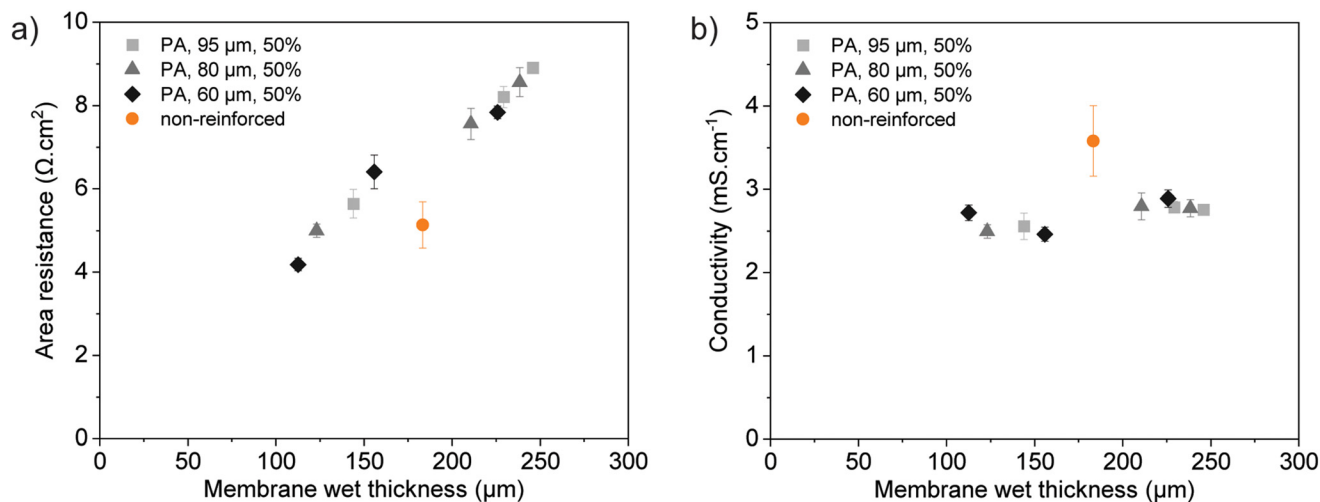 a)
PA, 95 µm, 50%
PA, 80 µm, 50%
PA, 60 µm, 50%
non-reinforced
Area resistance (Ω.cm²)
10
8
6
4
2
0
0 50 100 150 200 250 300
Membrane wet thickness (µm)
b)
PA, 95 µm, 50%
PA, 80 µm, 50%
PA, 60 µm, 50%
non-reinforced
Conductivity (mS.cm⁻¹)
5
4
3
2
1
0
0 50 100 150 200 250 300
Membrane wet thickness (µm)